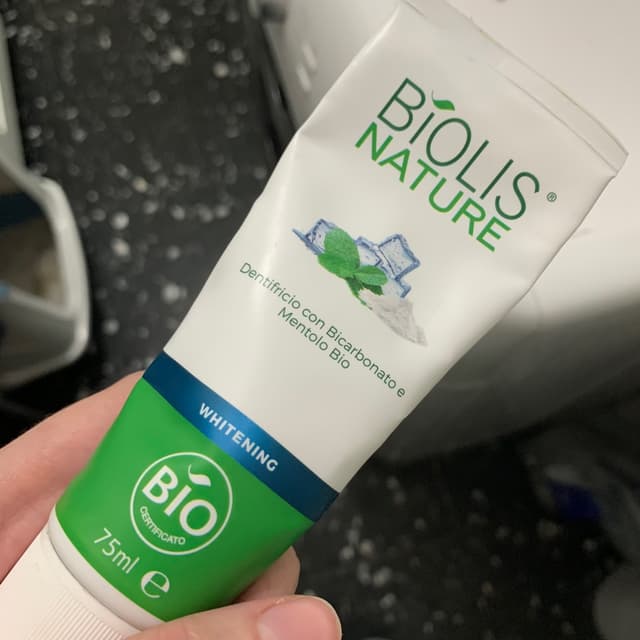 BiOLIS®
NATURE
Dentifricio con Bicarbonato e
Mentolo Bio
WHITENING
BIO
CERTIFICATO
75ml ℮